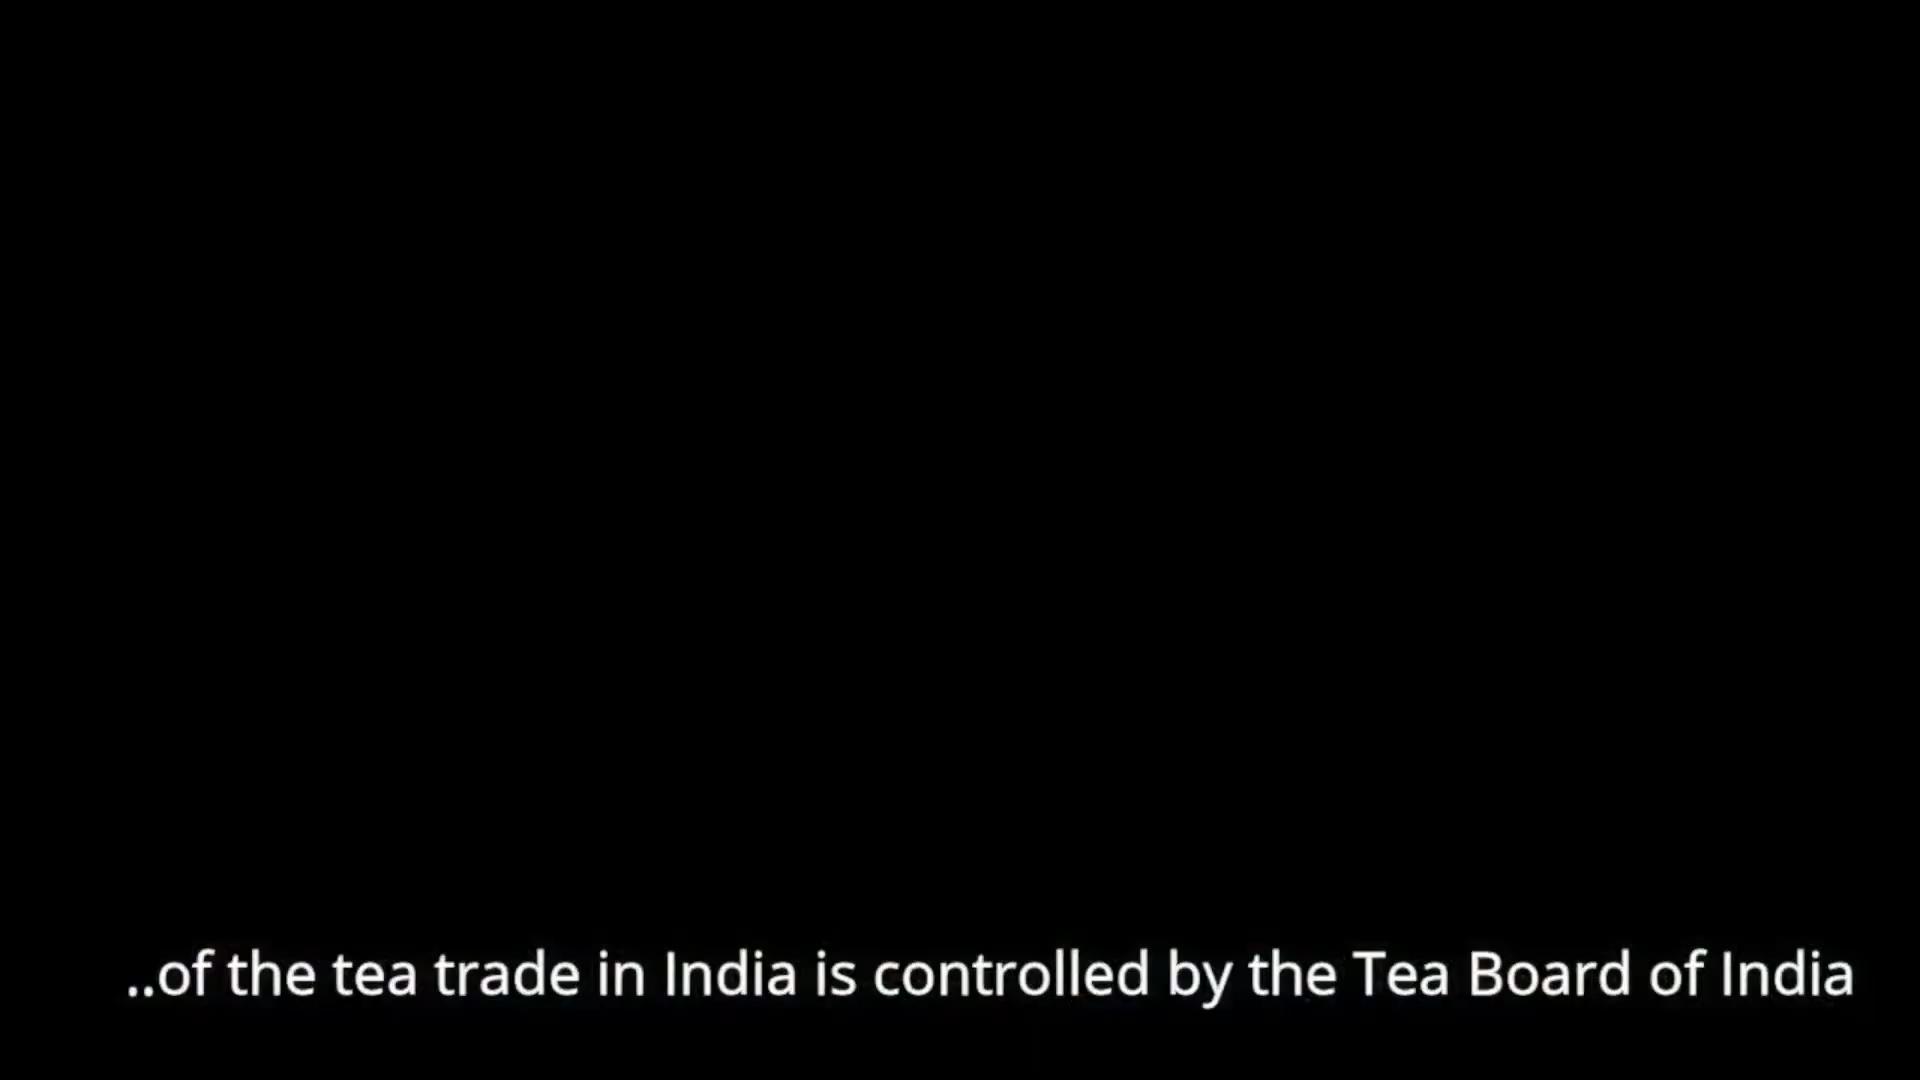 ..of the tea trade in India is controlled by the Tea Board of India